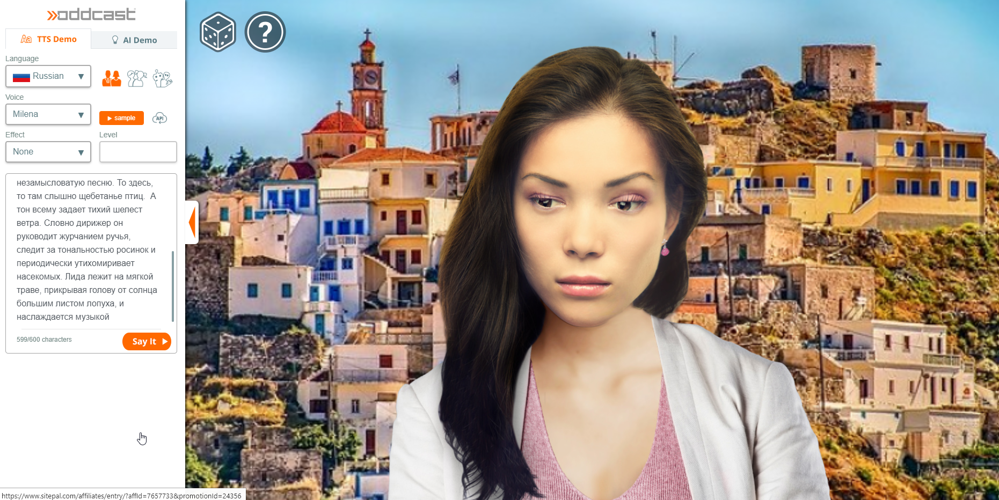 oddcast
Aa TTS Demo
AI Demo
Language
Russian
Voice
Milena
sample
API
Effect
Level
None
незамысловатую песню. То здесь,
то там слышно щебетанье птиц.  А
тон всему задает тихий шелест
ветра. Словно дирижер он
руководит журчанием ручья,
следит за тональностью росинок и
периодически утихомиривает
насекомых. Лида лежит на мягкой
траве, прикрывая голову от солнца
большим листом лопуха, и
наслаждается музыкой
599/600 characters
Say It
?
https://www.sitepal.com/affiliates/entry/?affId=7657733&promotionId=24356